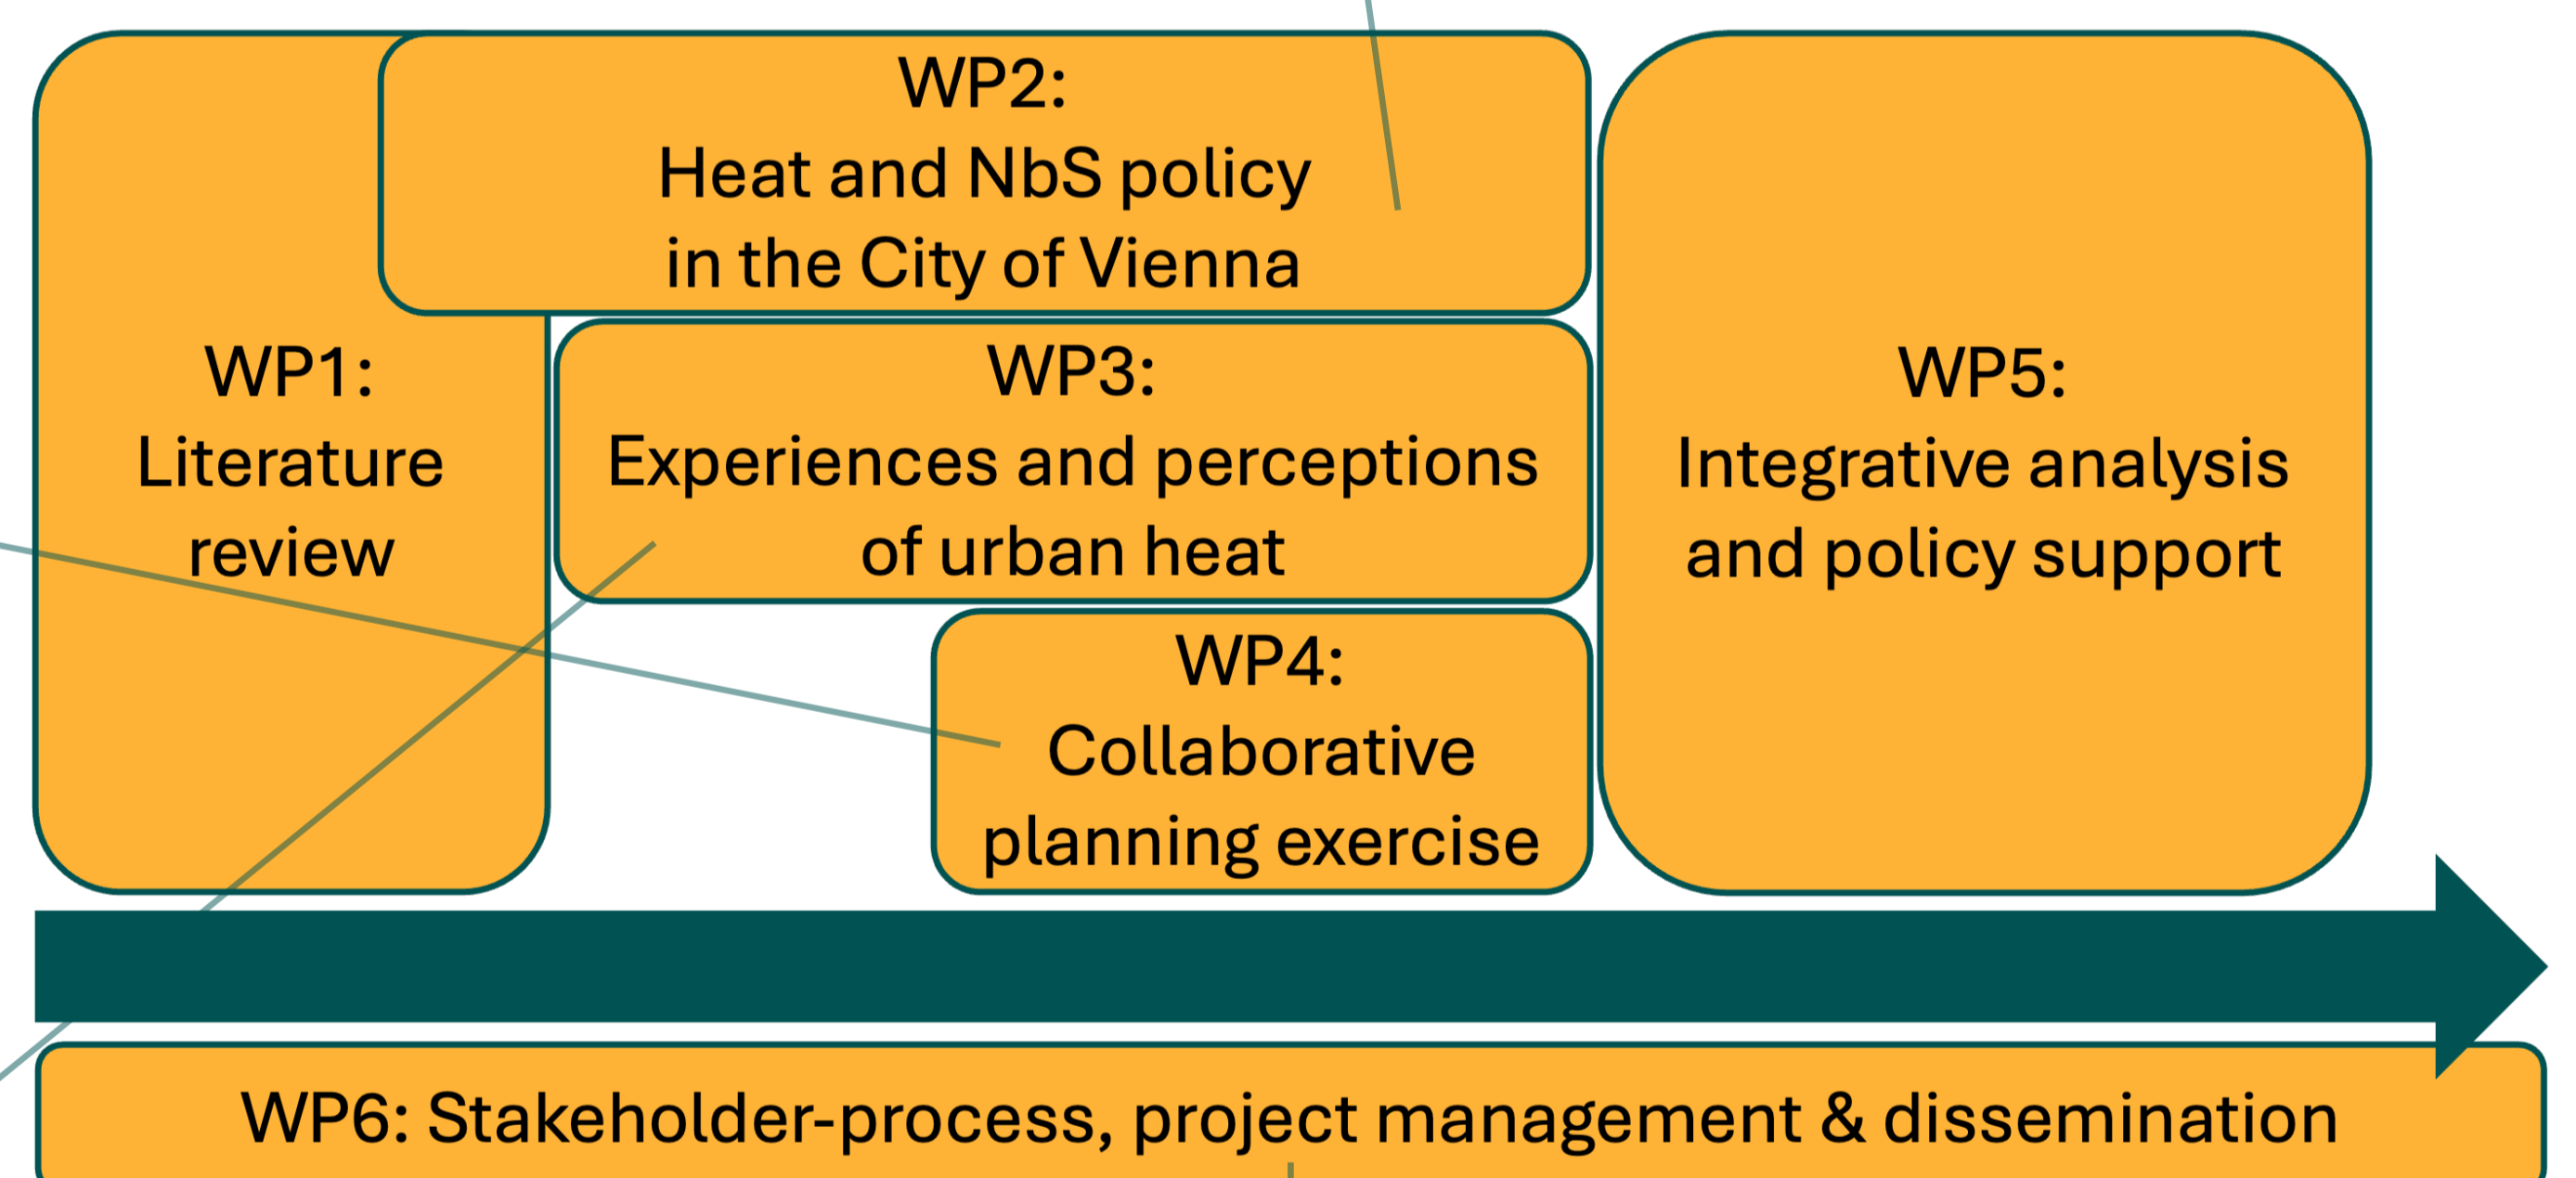 WP1:
Literature
review
WP2:
Heat and NbS policy
in the City of Vienna
WP3:
Experiences and perceptions
of urban heat
WP4:
Collaborative
planning exercise
WP5:
Integrative analysis
and policy support
WP6: Stakeholder-process, project management & dissemination